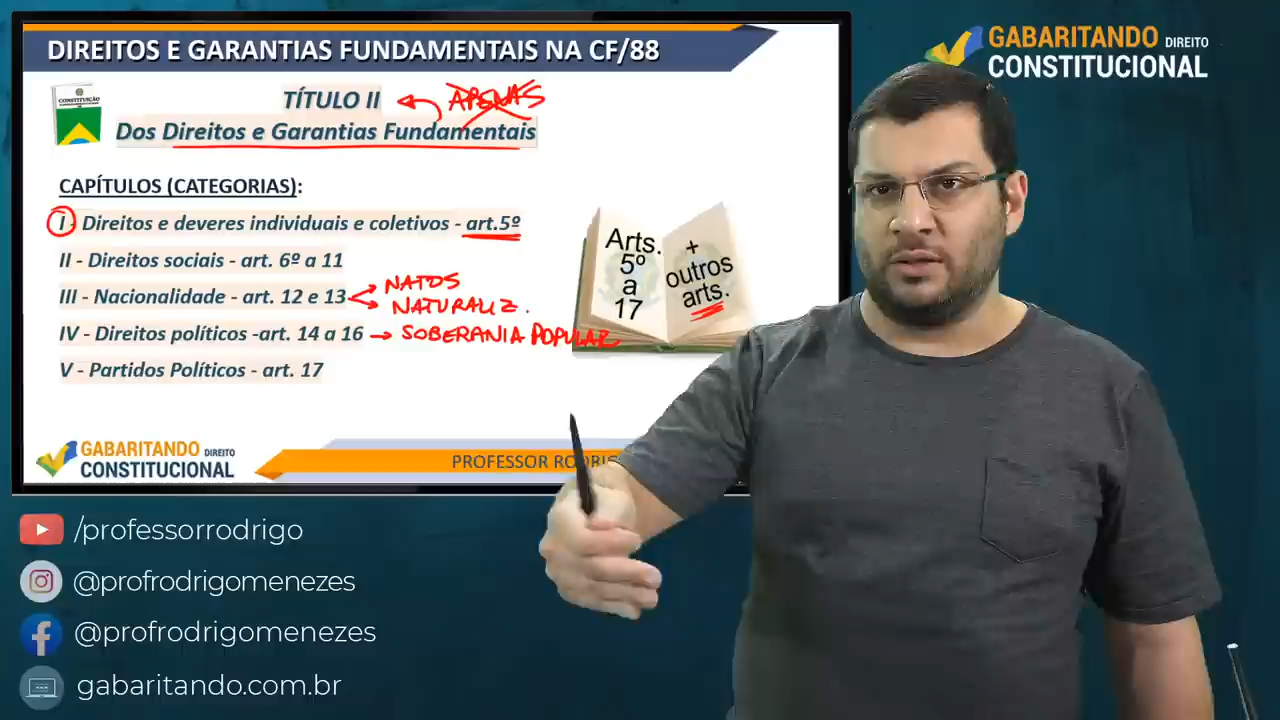 DIREITOS E GARANTIAS FUNDAMENTAIS NA CF/88
GABARITANDO DIREITO
CONSTITUCIONAL
CONSTITUIÇÃO
TÍTULO II
APENAS
Dos Direitos e Garantias Fundamentais
CAPÍTULOS (CATEGORIAS):
I - Direitos e deveres individuais e coletivos - art.5º
II - Direitos sociais - art. 6º a 11
III - Nacionalidade - art. 12 e 13
NATOS
NATURALIZ.
IV - Direitos políticos -art. 14 a 16
SOBERANIA POPULAR
V - Partidos Políticos - art. 17
Arts.
5º
a
17
+
outros
arts.
GABARITANDO DIREITO
CONSTITUCIONAL
PROFESSOR
/professorrodrigo
@profrodrigomenezes
@profrodrigomenezes
gabaritando.com.br